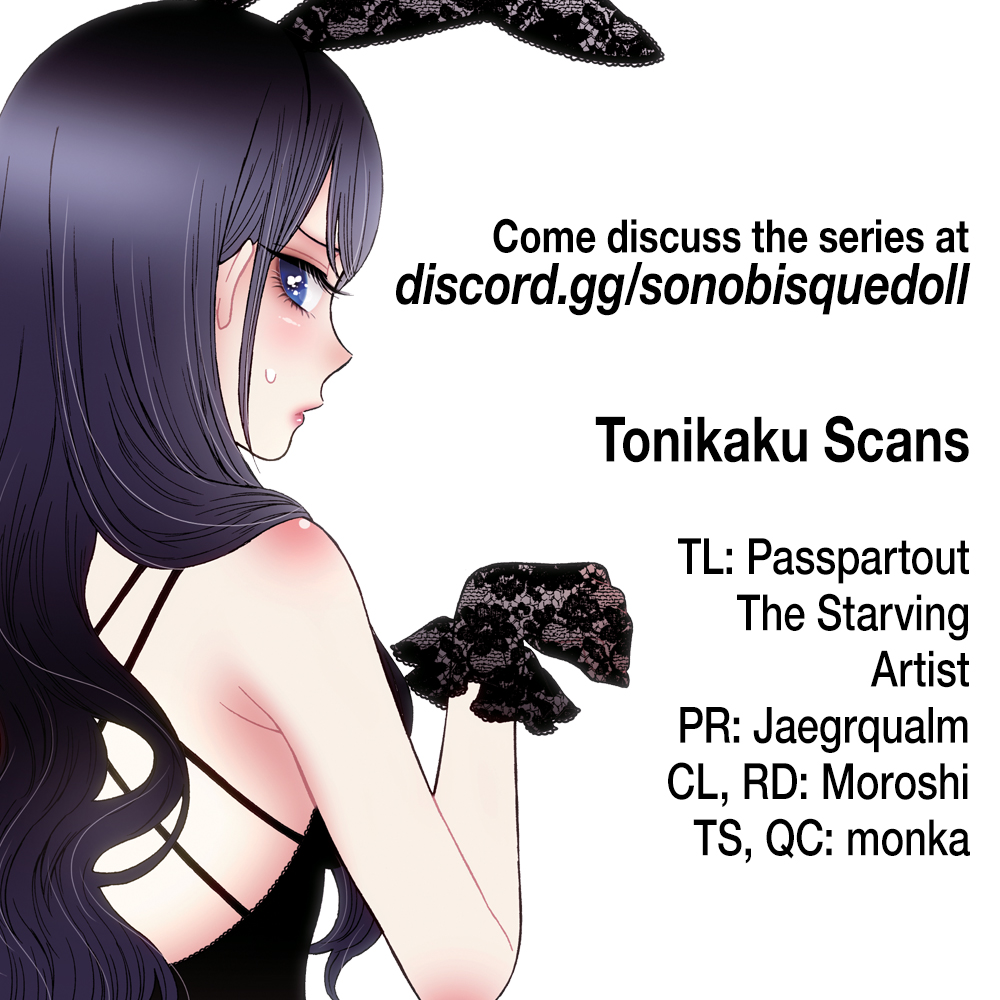 Come discuss the series at
discord.gg/sonobisquedoll
Tonikaku Scans
TL: Passpartout
The Starving
Artist
PR: Jaegrqualm
CL, RD: Moroshi
TS, QC: monka